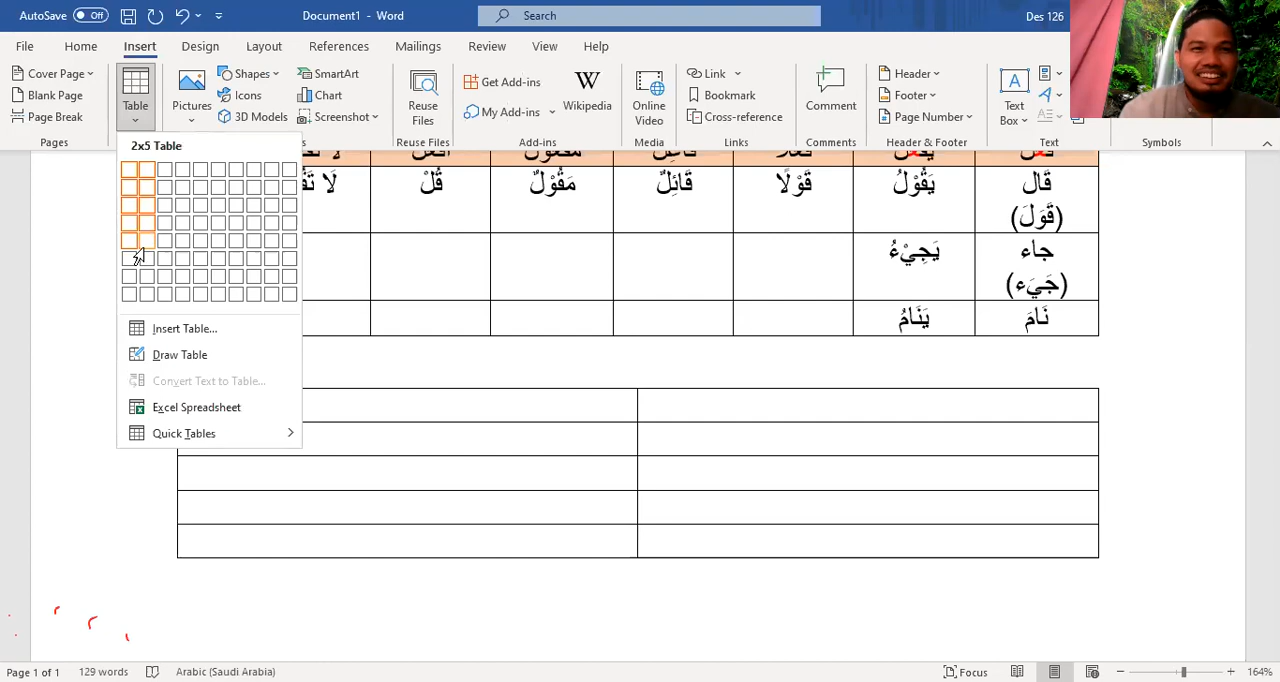 AutoSave Off Document1 - Word Search Des 126
File Home Insert Design Layout References Mailings Review View Help
Cover Page
Blank Page
Page Break
Pages
Table
Pictures
Shapes
Icons
3D Models
SmartArt
Chart
Screenshot
Reuse Files
Reuse Files
Get Add-ins
My Add-ins
Wikipedia
Add-ins
Online Video
Media
Link
Bookmark
Cross-reference
Links
Comment
Comments
Header
Footer
Page Number
Header & Footer
Text Box
Text
Symbols
2x5 Table
Insert Table...
Draw Table
Convert Text to Table...
Excel Spreadsheet
Quick Tables
قَال يَقُوْلُ قَوْلًا قَائِلٌ مَقُوْلٌ قُلْ
(قَوَلَ)
جاء يَجِيْءُ
(جَيَء)
نَامَ يَنَامُ
Page 1 of 1 129 words Arabic (Saudi Arabia) Focus 164%